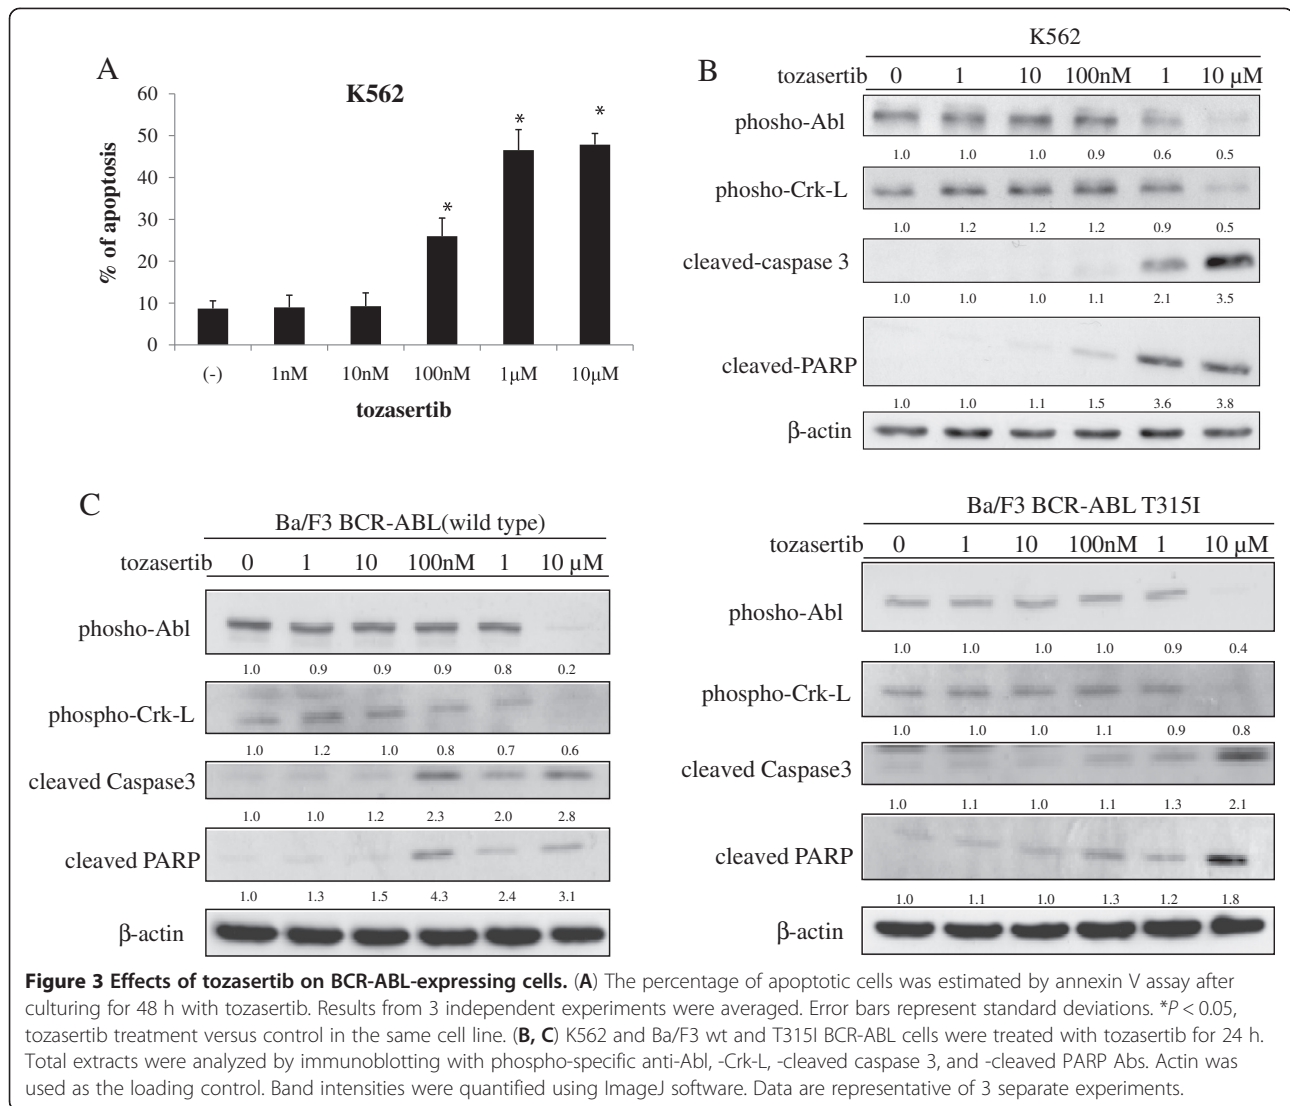 A
K562
60
50
40
30
20
10
0
% of apoptosis
* * *
(-) 1nM 10nM 100nM 1μM 10μM
tozasertib
B
K562
tozasertib 0 1 10 100nM 1 10 μM
phosho-Abl
1.0 1.0 1.0 0.9 0.6 0.5
phosho-Crk-L
1.0 1.2 1.2 1.2 0.9 0.5
cleaved-caspase 3
1.0 1.0 1.0 1.1 2.1 3.5
cleaved-PARP
1.0 1.0 1.1 1.5 3.6 3.8
β-actin
C
Ba/F3 BCR-ABL(wild type)
tozasertib 0 1 10 100nM 1 10 μM
phosho-Abl
1.0 0.9 0.9 0.9 0.8 0.2
phospho-Crk-L
1.0 1.2 1.0 0.8 0.7 0.6
cleaved Caspase3
1.0 1.0 1.2 2.3 2.0 2.8
cleaved PARP
1.0 1.3 1.5 4.3 2.4 3.1
β-actin
Ba/F3 BCR-ABL T315I
tozasertib 0 1 10 100nM 1 10 μM
phosho-Abl
1.0 1.0 1.0 1.0 0.9 0.4
phospho-Crk-L
1.0 1.0 1.0 1.1 0.9 0.8
cleaved Caspase3
1.0 1.1 1.0 1.1 1.3 2.1
cleaved PARP
1.0 1.1 1.0 1.3 1.2 1.8
β-actin
Figure 3 Effects of tozasertib on BCR-ABL-expressing cells. (A) The percentage of apoptotic cells was estimated by annexin V assay after
culturing for 48 h with tozasertib. Results from 3 independent experiments were averaged. Error bars represent standard deviations. *P < 0.05,
tozasertib treatment versus control in the same cell line. (B, C) K562 and Ba/F3 wt and T315I BCR-ABL cells were treated with tozasertib for 24 h.
Total extracts were analyzed by immunoblotting with phospho-specific anti-Abl, -Crk-L, -cleaved caspase 3, and -cleaved PARP Abs. Actin was
used as the loading control. Band intensities were quantified using ImageJ software. Data are representative of 3 separate experiments.